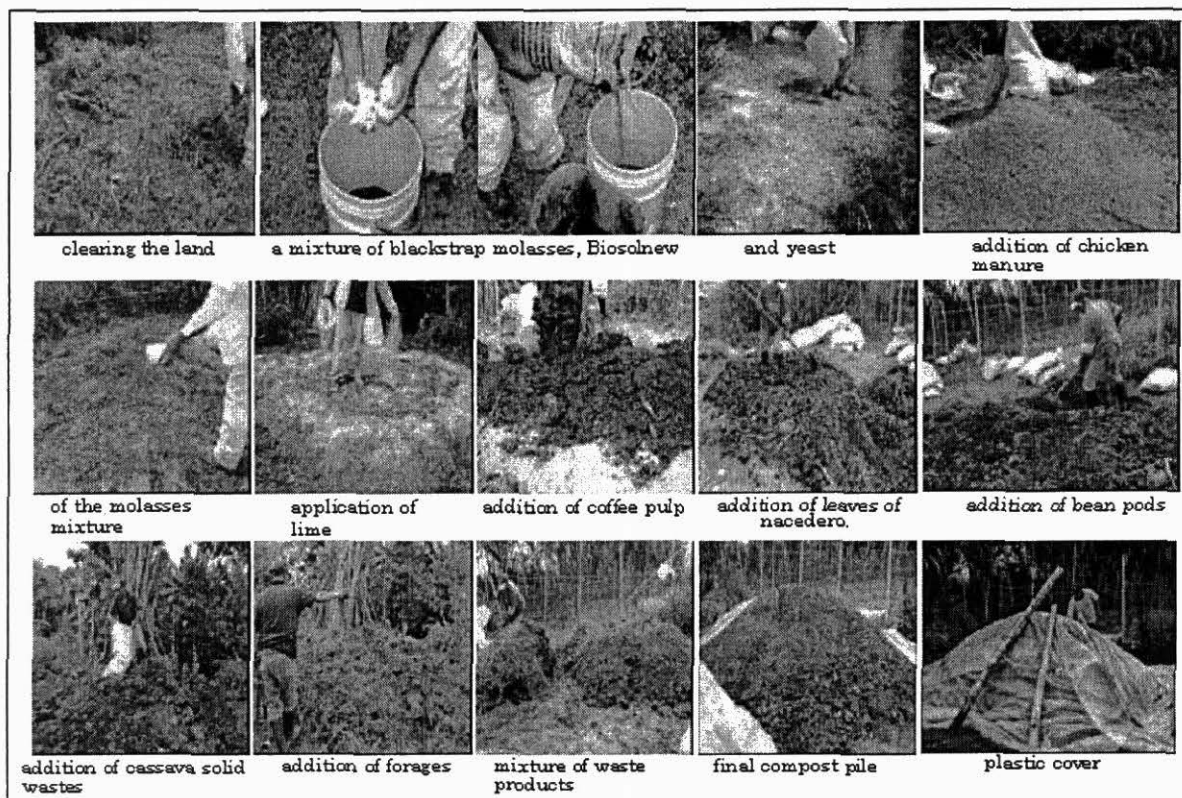 clearing the land
a mixture of blackstrap molasses, Biosolnew
and yeast
addition of chicken
manure
of the molasses
mixture
application of
lime
addition of coffee pulp
addition of leaves of
nacedero.
addition of bean pods
addition of cassava solid
wastes
addition of forages
mixture of waste
products
final compost pile
plastic cover